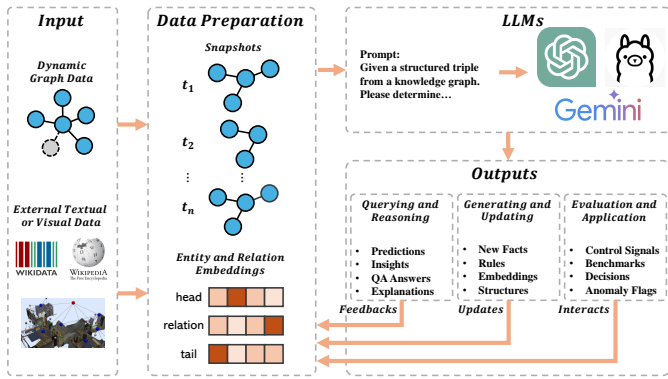 Input
Dynamic
Graph Data
External Textual
or Visual Data
WIKIDATA
WIKIPEDIA
The Free Encyclopedia
Data Preparation
Snapshots
t1
t2
⋮
tn
Entity and Relation
Embeddings
head
relation
tail
LLMs
Prompt:
Given a structured triple
from a knowledge graph.
Please determine…
Gemini
Outputs
Querying and
Reasoning
• Predictions
• Insights
• QA Answers
• Explanations
Generating and
Updating
• New Facts
• Rules
• Embeddings
• Structures
Evaluation and
Application
• Control Signals
• Benchmarks
• Decisions
• Anomaly Flags
Feedbacks
Updates
Interacts